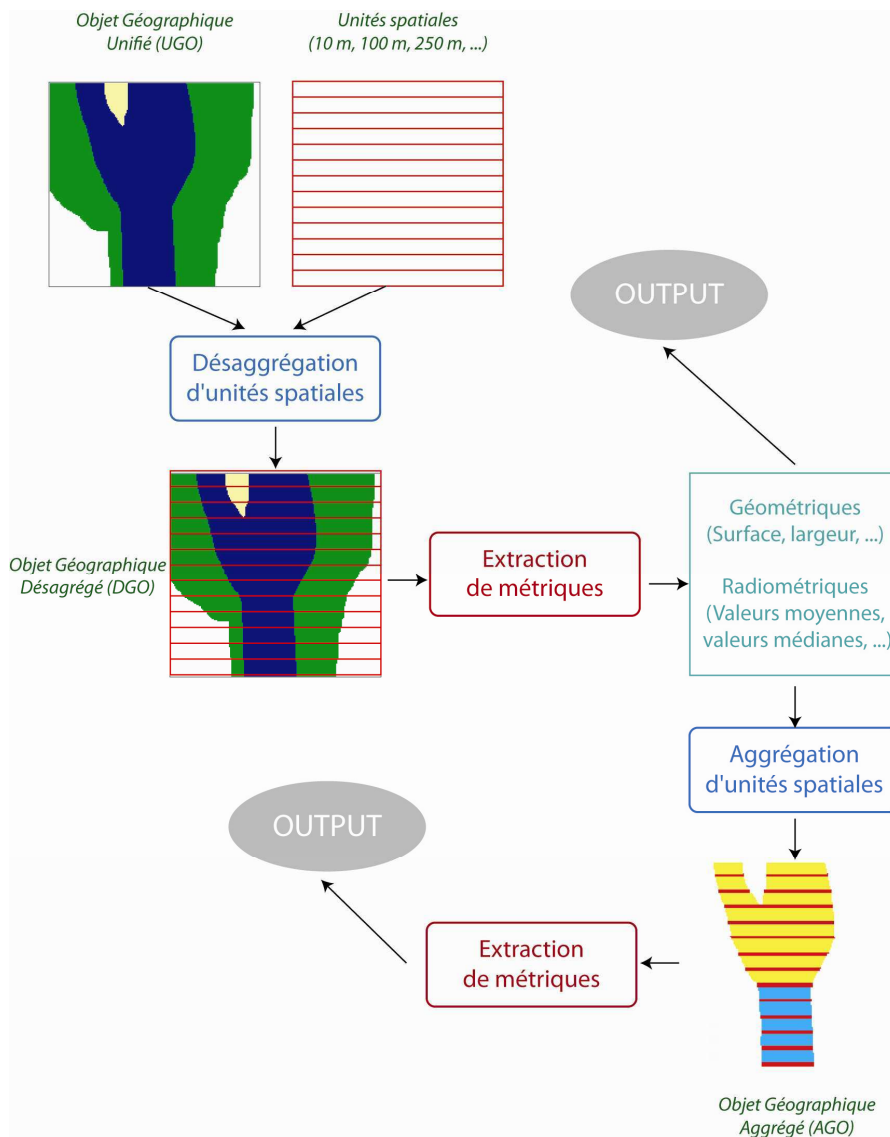 Objet Géographique
Unifié (UGO)
Unités spatiales
(10 m, 100 m, 250 m, ...)
OUTPUT
Désaggrégation
d'unités spatiales
Objet Géographique
Désagrégé (DGO)
Extraction
de métriques
Géométriques
(Surface, largeur, ...)
Radiométriques
(Valeurs moyennes,
valeurs médianes, ...)
Aggrégation
d'unités spatiales
OUTPUT
Extraction
de métriques
Objet Géographique
Aggrégé (AGO)